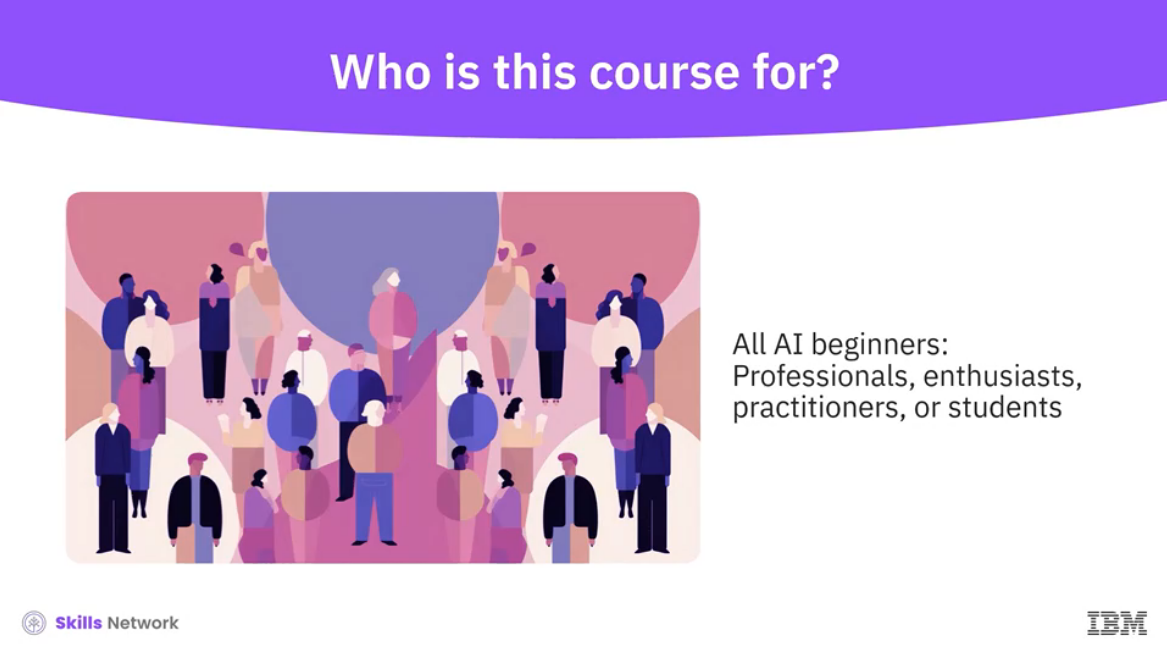 Who is this course for?
All AI beginners:
Professionals, enthusiasts,
practitioners, or students
Skills Network
IBM